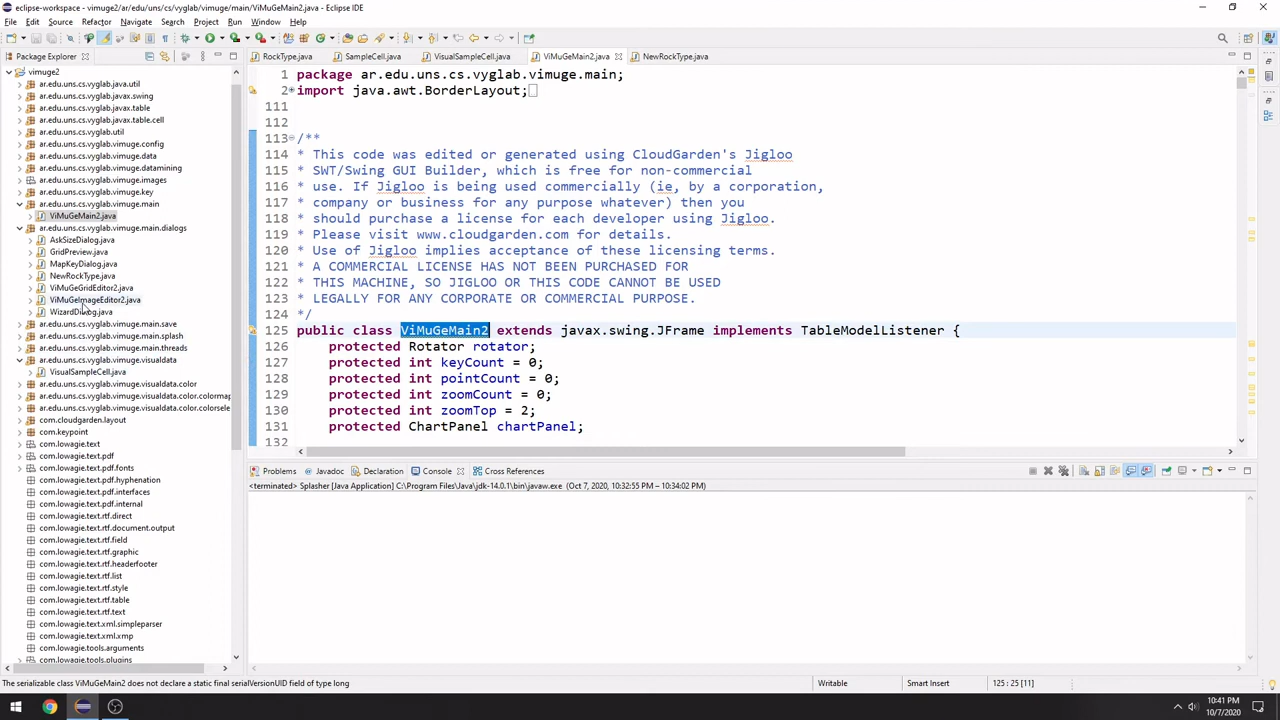 eclipse-workspace - vimuge2/ar/edu/uns/cs/vyglab/vimuge/main/ViMuGeMain2.java - Eclipse IDE
File Edit Source Refactor Navigate Search Project Run Window Help
Package Explorer
RockType.java SampleCell.java VisualSampleCell.java ViMuGeMain2.java NewRockType.java
vimuge2
ar.edu.uns.cs.vyglab.java.util
ar.edu.uns.cs.vyglab.javax.swing
ar.edu.uns.cs.vyglab.javax.table
ar.edu.uns.cs.vyglab.javax.table.cell
ar.edu.uns.cs.vyglab.util
ar.edu.uns.cs.vyglab.vimuge.config
ar.edu.uns.cs.vyglab.vimuge.data
ar.edu.uns.cs.vyglab.vimuge.datamining
ar.edu.uns.cs.vyglab.vimuge.images
ar.edu.uns.cs.vyglab.vimuge.key
ar.edu.uns.cs.vyglab.vimuge.main
ViMuGeMain2.java
ar.edu.uns.cs.vyglab.vimuge.main.dialogs
AskSizeDialog.java
GridPreview.java
MapKeyDialog.java
NewRockType.java
ViMuGeGridEditor2.java
ViMuGeImageEditor2.java
WizardDialog.java
ar.edu.uns.cs.vyglab.vimuge.main.save
ar.edu.uns.cs.vyglab.vimuge.main.splash
ar.edu.uns.cs.vyglab.vimuge.main.threads
ar.edu.uns.cs.vyglab.vimuge.visualdata
VisualSampleCell.java
ar.edu.uns.cs.vyglab.vimuge.visualdata.color
ar.edu.uns.cs.vyglab.vimuge.visualdata.color.colormap
ar.edu.uns.cs.vyglab.vimuge.visualdata.color.colorsele
com.cloudgarden.layout
com.keypoint
com.lowagie.text
com.lowagie.text.pdf
com.lowagie.text.pdf.fonts
com.lowagie.text.pdf.hyphenation
com.lowagie.text.pdf.interfaces
com.lowagie.text.pdf.internal
com.lowagie.text.rtf.direct
com.lowagie.text.rtf.document.output
com.lowagie.text.rtf.field
com.lowagie.text.rtf.graphic
com.lowagie.text.rtf.headerfooter
com.lowagie.text.rtf.list
com.lowagie.text.rtf.style
com.lowagie.text.rtf.table
com.lowagie.text.rtf.text
com.lowagie.text.xml.simpleparser
com.lowagie.text.xml.xmp
com.lowagie.tools.arguments
com.lowagie.tools.plugins
1 package ar.edu.uns.cs.vyglab.vimuge.main;
2 import java.awt.BorderLayout;
111
112
113 /**
114 * This code was edited or generated using CloudGarden's Jigloo
115 * SWT/Swing GUI Builder, which is free for non-commercial
116 * use. If Jigloo is being used commercially (ie, by a corporation,
117 * company or business for any purpose whatever) then you
118 * should purchase a license for each developer using Jigloo.
119 * Please visit www.cloudgarden.com for details.
120 * Use of Jigloo implies acceptance of these licensing terms.
121 * A COMMERCIAL LICENSE HAS NOT BEEN PURCHASED FOR
122 * THIS MACHINE, SO JIGLOO OR THIS CODE CANNOT BE USED
123 * LEGALLY FOR ANY CORPORATE OR COMMERCIAL PURPOSE.
124 */
125 public class ViMuGeMain2 extends javax.swing.JFrame implements TableModelListener {
126 protected Rotator rotator;
127 protected int keyCount = 0;
128 protected int pointCount = 0;
129 protected int zoomCount = 0;
130 protected int zoomTop = 2;
131 protected ChartPanel chartPanel;
132
Problems Javadoc Declaration Console Cross References
<terminated> Splasher [Java Application] C:\Program Files\Java\jdk-14.0.1\bin\javaw.exe (Oct 7, 2020, 10:32:55 PM – 10:34:02 PM)
The serializable class ViMuGeMain2 does not declare a static final serialVersionUID field of type long
Writable Smart Insert 125 : 25 [11]
10:41 PM
10/7/2020